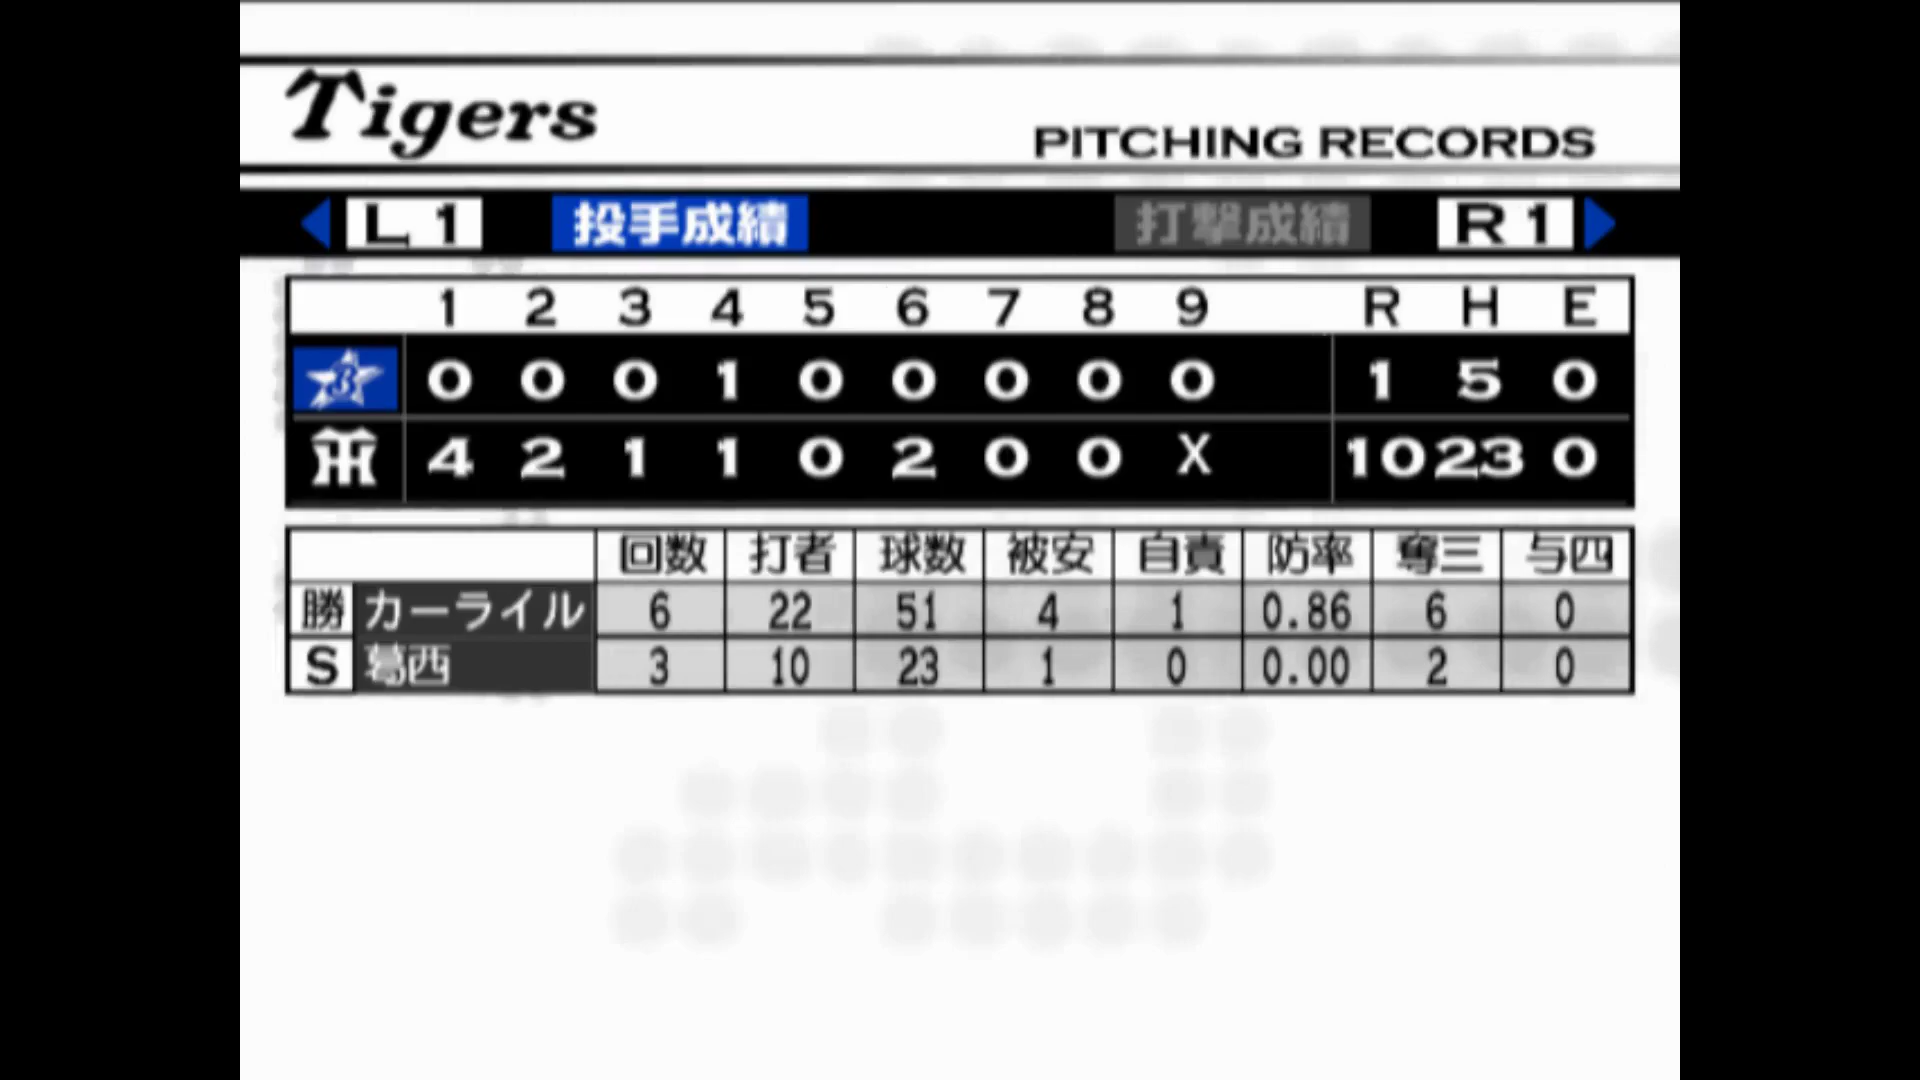 Tigers
PITCHING RECORDS
L1 投手成績 打撃成績 R1
1 2 3 4 5 6 7 8 9 R H E
B 0 0 0 1 0 0 0 0 0 1 5 0
TH 4 2 1 1 0 2 0 0 X 10 23 0
回数 打者 球数 被安 自責 防率 奪三 与四
勝 カーライル 6 22 51 4 1 0.86 6 0
S 葛西 3 10 23 1 0 0.00 2 0